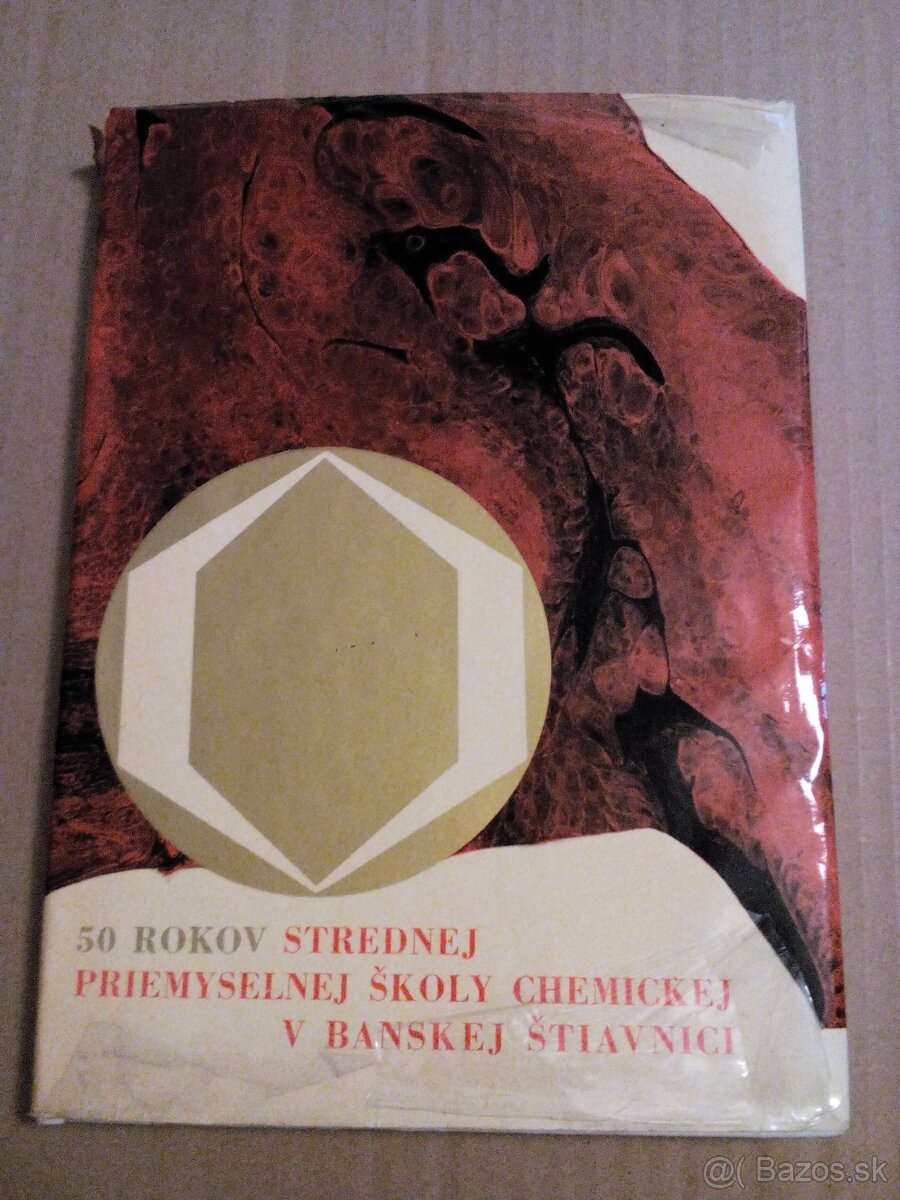 50 ROKOV STREDNEJ
PRIEMYSELNEJ ŠKOLY CHEMICKEJ
V BANSKEJ ŠTIAVNICI
@( Bazos.sk